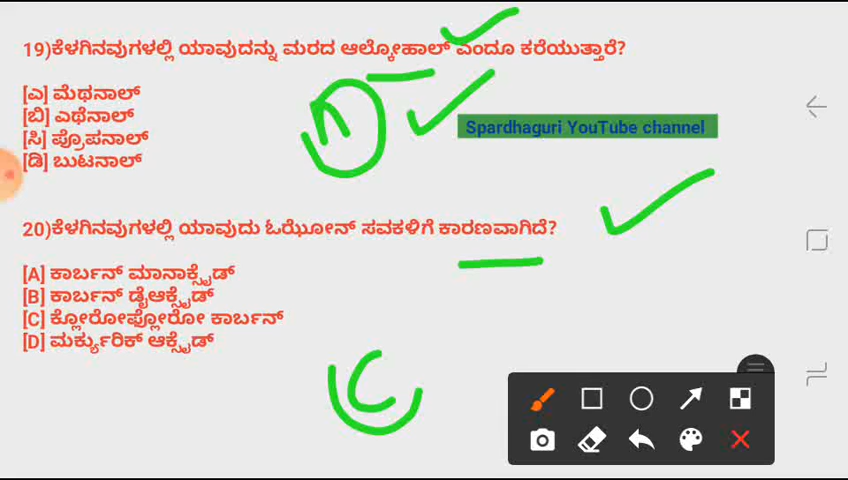 19)ಕೆಳಗಿನವುಗಳಲ್ಲಿ ಯಾವುದನ್ನು ಮರದ ಆಲ್ಕೋಹಾಲ್ ಎಂದೂ ಕರೆಯುತ್ತಾರೆ?
[ಎ] ಮೆಥನಾಲ್
[ಬಿ] ಎಥೆನಾಲ್
[ಸಿ] ಪ್ರೊಪನಾಲ್
[ಡಿ] ಬುಟನಾಲ್
Spardhaguri YouTube channel
20)ಕೆಳಗಿನವುಗಳಲ್ಲಿ ಯಾವುದು ಓಝೋನ್ ಸವಕಳಿಗೆ ಕಾರಣವಾಗಿದೆ?
[A] ಕಾರ್ಬನ್ ಮಾನಾಕ್ಸೈಡ್
[B] ಕಾರ್ಬನ್ ಡೈಆಕ್ಸೈಡ್
[C] ಕ್ಲೋರೋಫ್ಲೋರೋ ಕಾರ್ಬನ್
[D] ಮರ್ಕ್ಯುರಿಕ್ ಆಕ್ಸೈಡ್
C